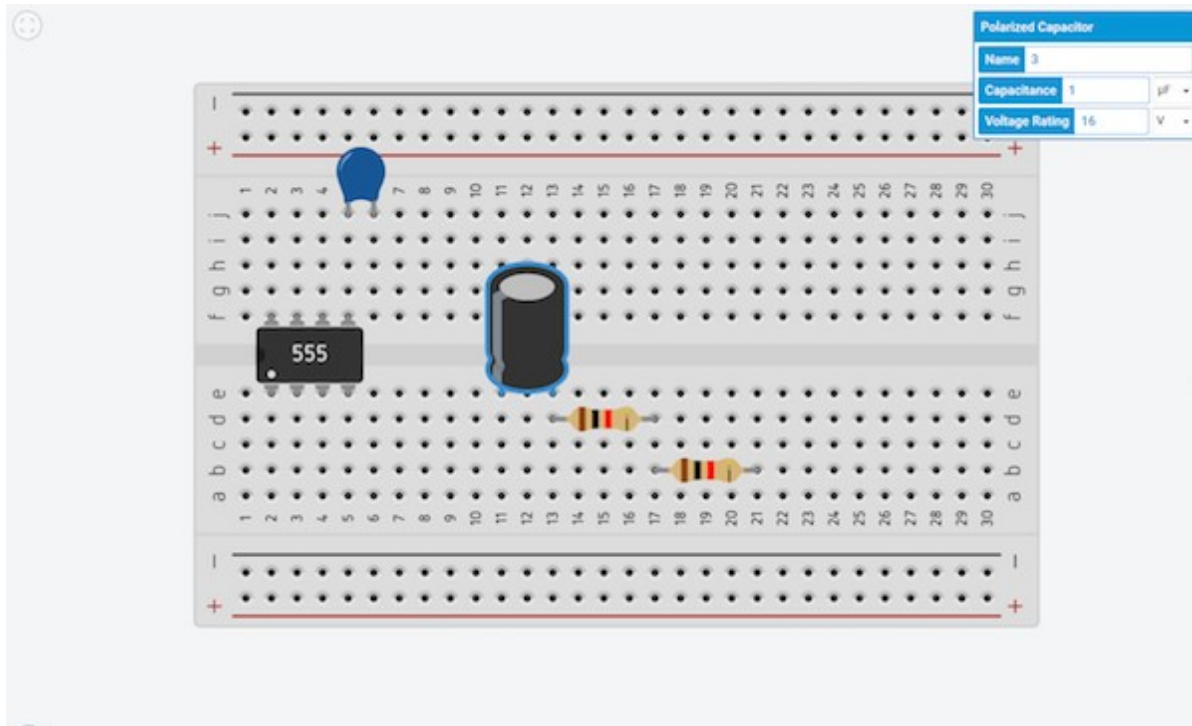 Polarized Capacitor
Name 3
Capacitance 1 µF
Voltage Rating 16 V
− −
+ +
1 2 3 4 7 8 9 10 11 12 13 14 15 16 17 18 19 20 21 22 23 24 25 26 27 28 29 30
j j
i i
h h
g g
f f
555
e e
d d
c c
b b
a a
1 2 3 4 5 6 7 8 9 10 11 12 13 14 15 16 17 18 19 20 21 22 23 24 25 26 27 28 29 30
− −
+ +